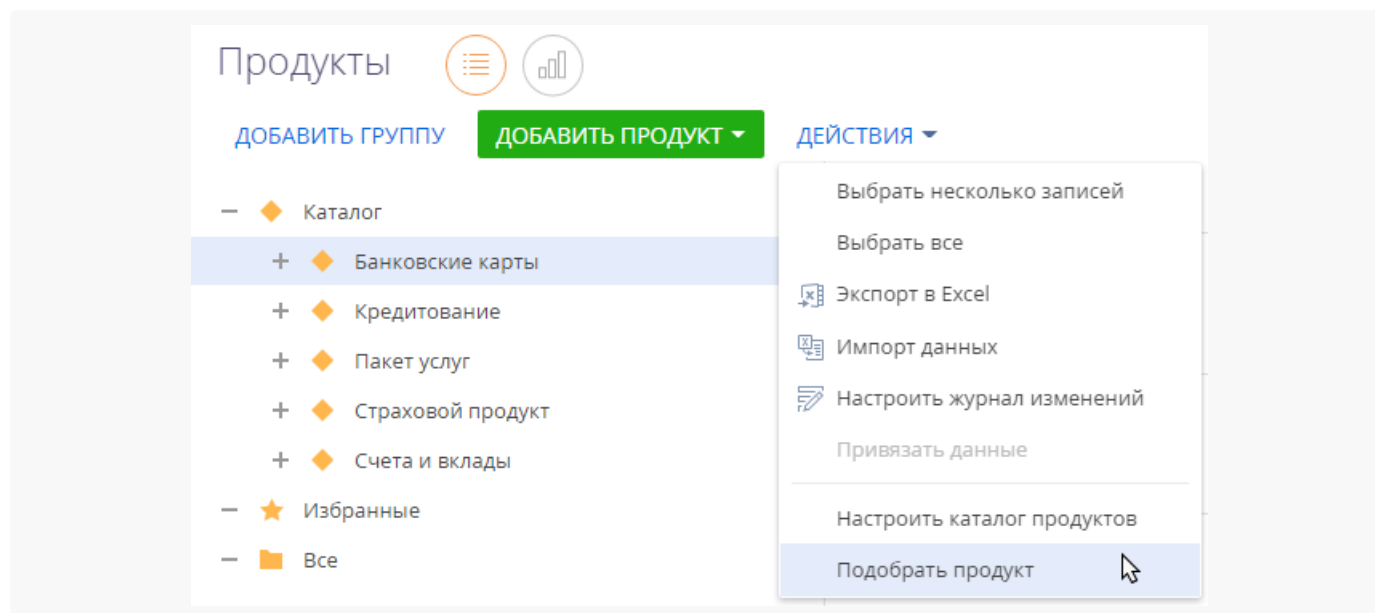 Продукты
ДОБАВИТЬ ГРУППУ ДОБАВИТЬ ПРОДУКТ ДЕЙСТВИЯ
Каталог
Банковские карты
Кредитование
Пакет услуг
Страховой продукт
Счета и вклады
Избранные
Все
Выбрать несколько записей
Выбрать все
Экспорт в Excel
Импорт данных
Настроить журнал изменений
Привязать данные
Настроить каталог продуктов
Подобрать продукт